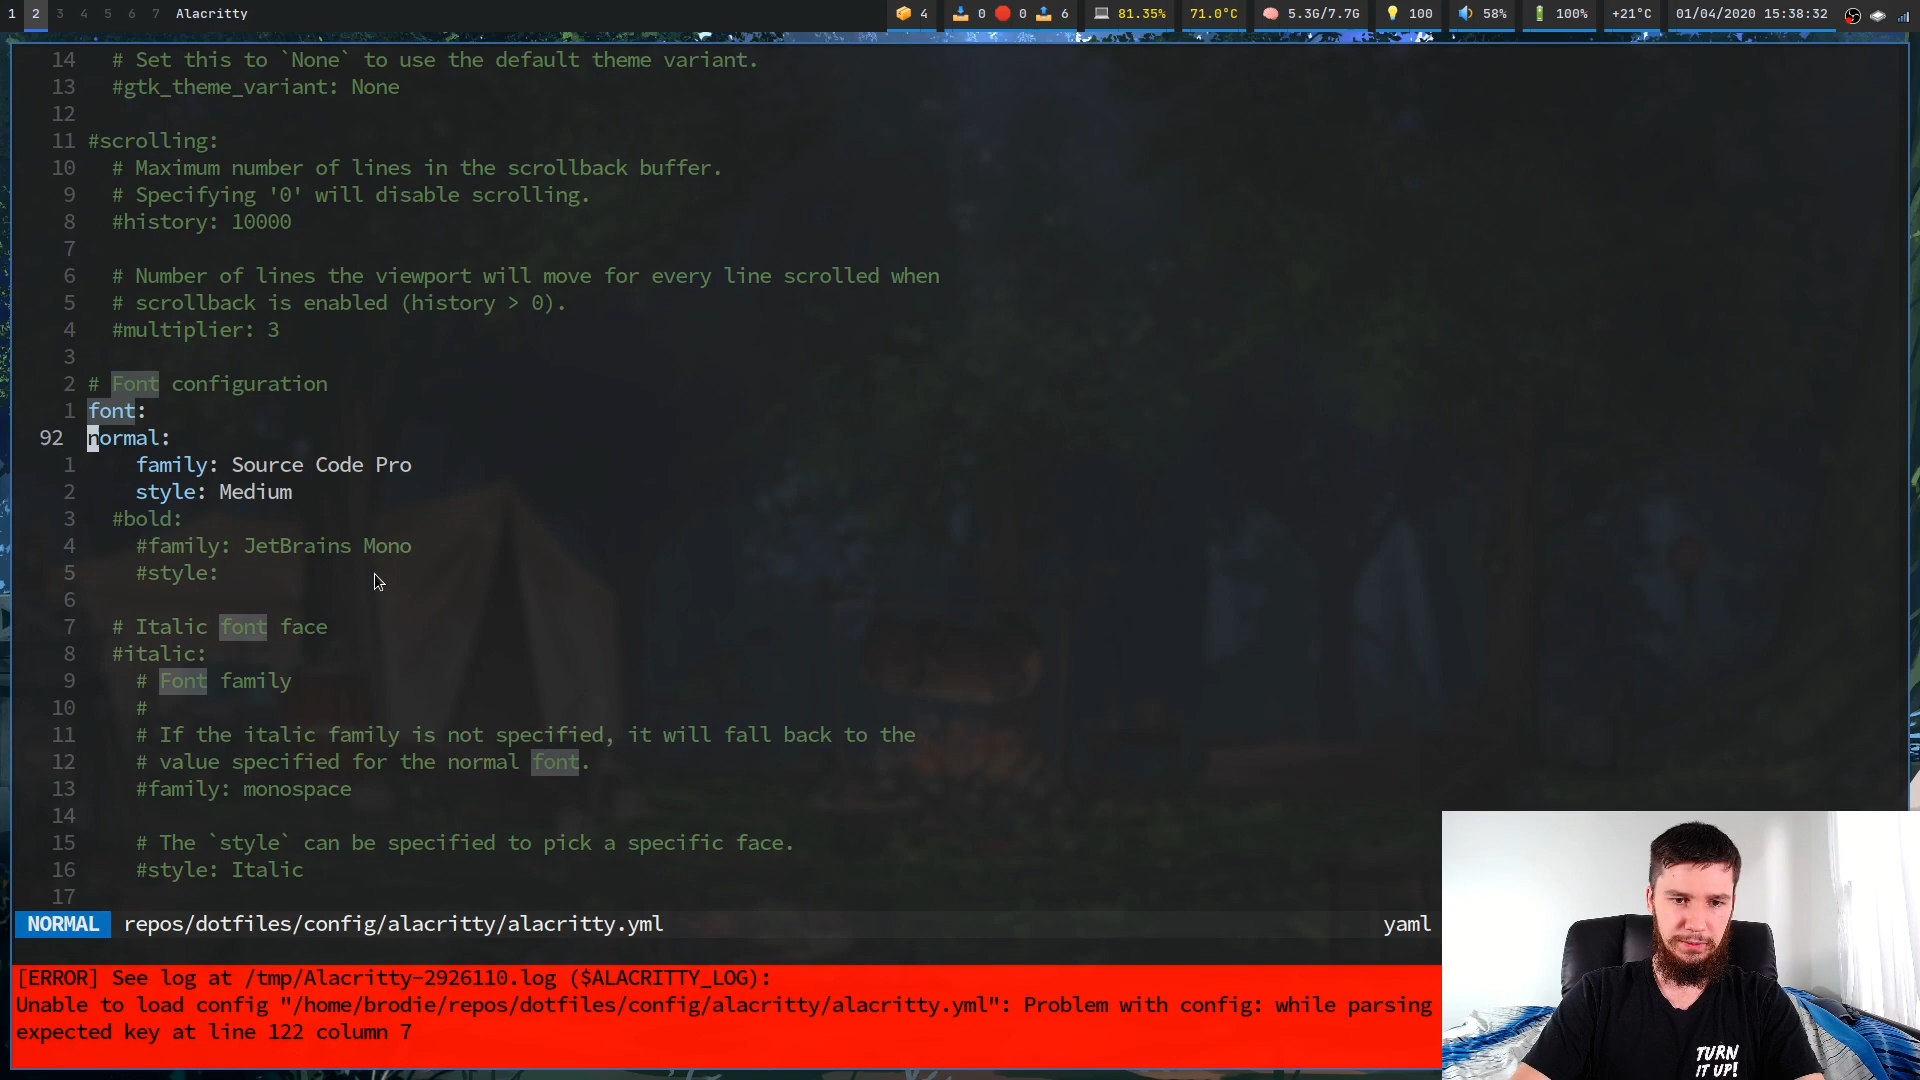 1 2 3 4 5 6 7 Alacritty 4 0 0 6 81.35% 71.0°C 5.3G/7.7G 100 58% 100% +21°C 01/04/2020 15:38:32
14 # Set this to `None` to use the default theme variant.
13 #gtk_theme_variant: None
12
11 #scrolling:
10 # Maximum number of lines in the scrollback buffer.
9 # Specifying '0' will disable scrolling.
8 #history: 10000
7
6 # Number of lines the viewport will move for every line scrolled when
5 # scrollback is enabled (history > 0).
4 #multiplier: 3
3
2 # Font configuration
1 font:
92 normal:
1 family: Source Code Pro
2 style: Medium
3 #bold:
4 #family: JetBrains Mono
5 #style:
6
7 # Italic font face
8 #italic:
9 # Font family
10 #
11 # If the italic family is not specified, it will fall back to the
12 # value specified for the normal font.
13 #family: monospace
14
15 # The `style` can be specified to pick a specific face.
16 #style: Italic
17
NORMAL repos/dotfiles/config/alacritty/alacritty.yml yaml
[ERROR] See log at /tmp/Alacritty-2926110.log ($ALACRITTY_LOG):
Unable to load config "/home/brodie/repos/dotfiles/config/alacritty/alacritty.yml": Problem with config: while parsing
expected key at line 122 column 7
TURN
IT UP!